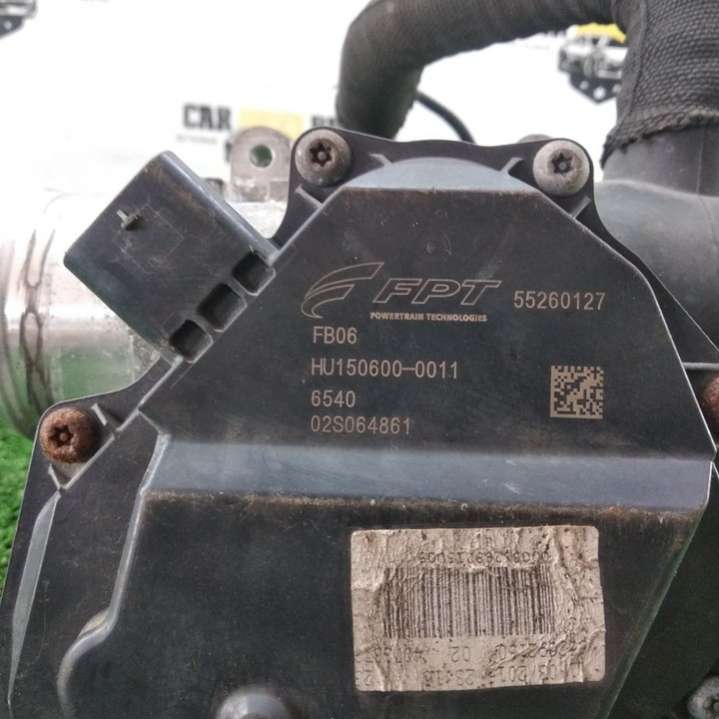 CAR
FPT 55260127
POWERTRAIN TECHNOLOGIES
FB06
HU150600-0011
6540
02S064861